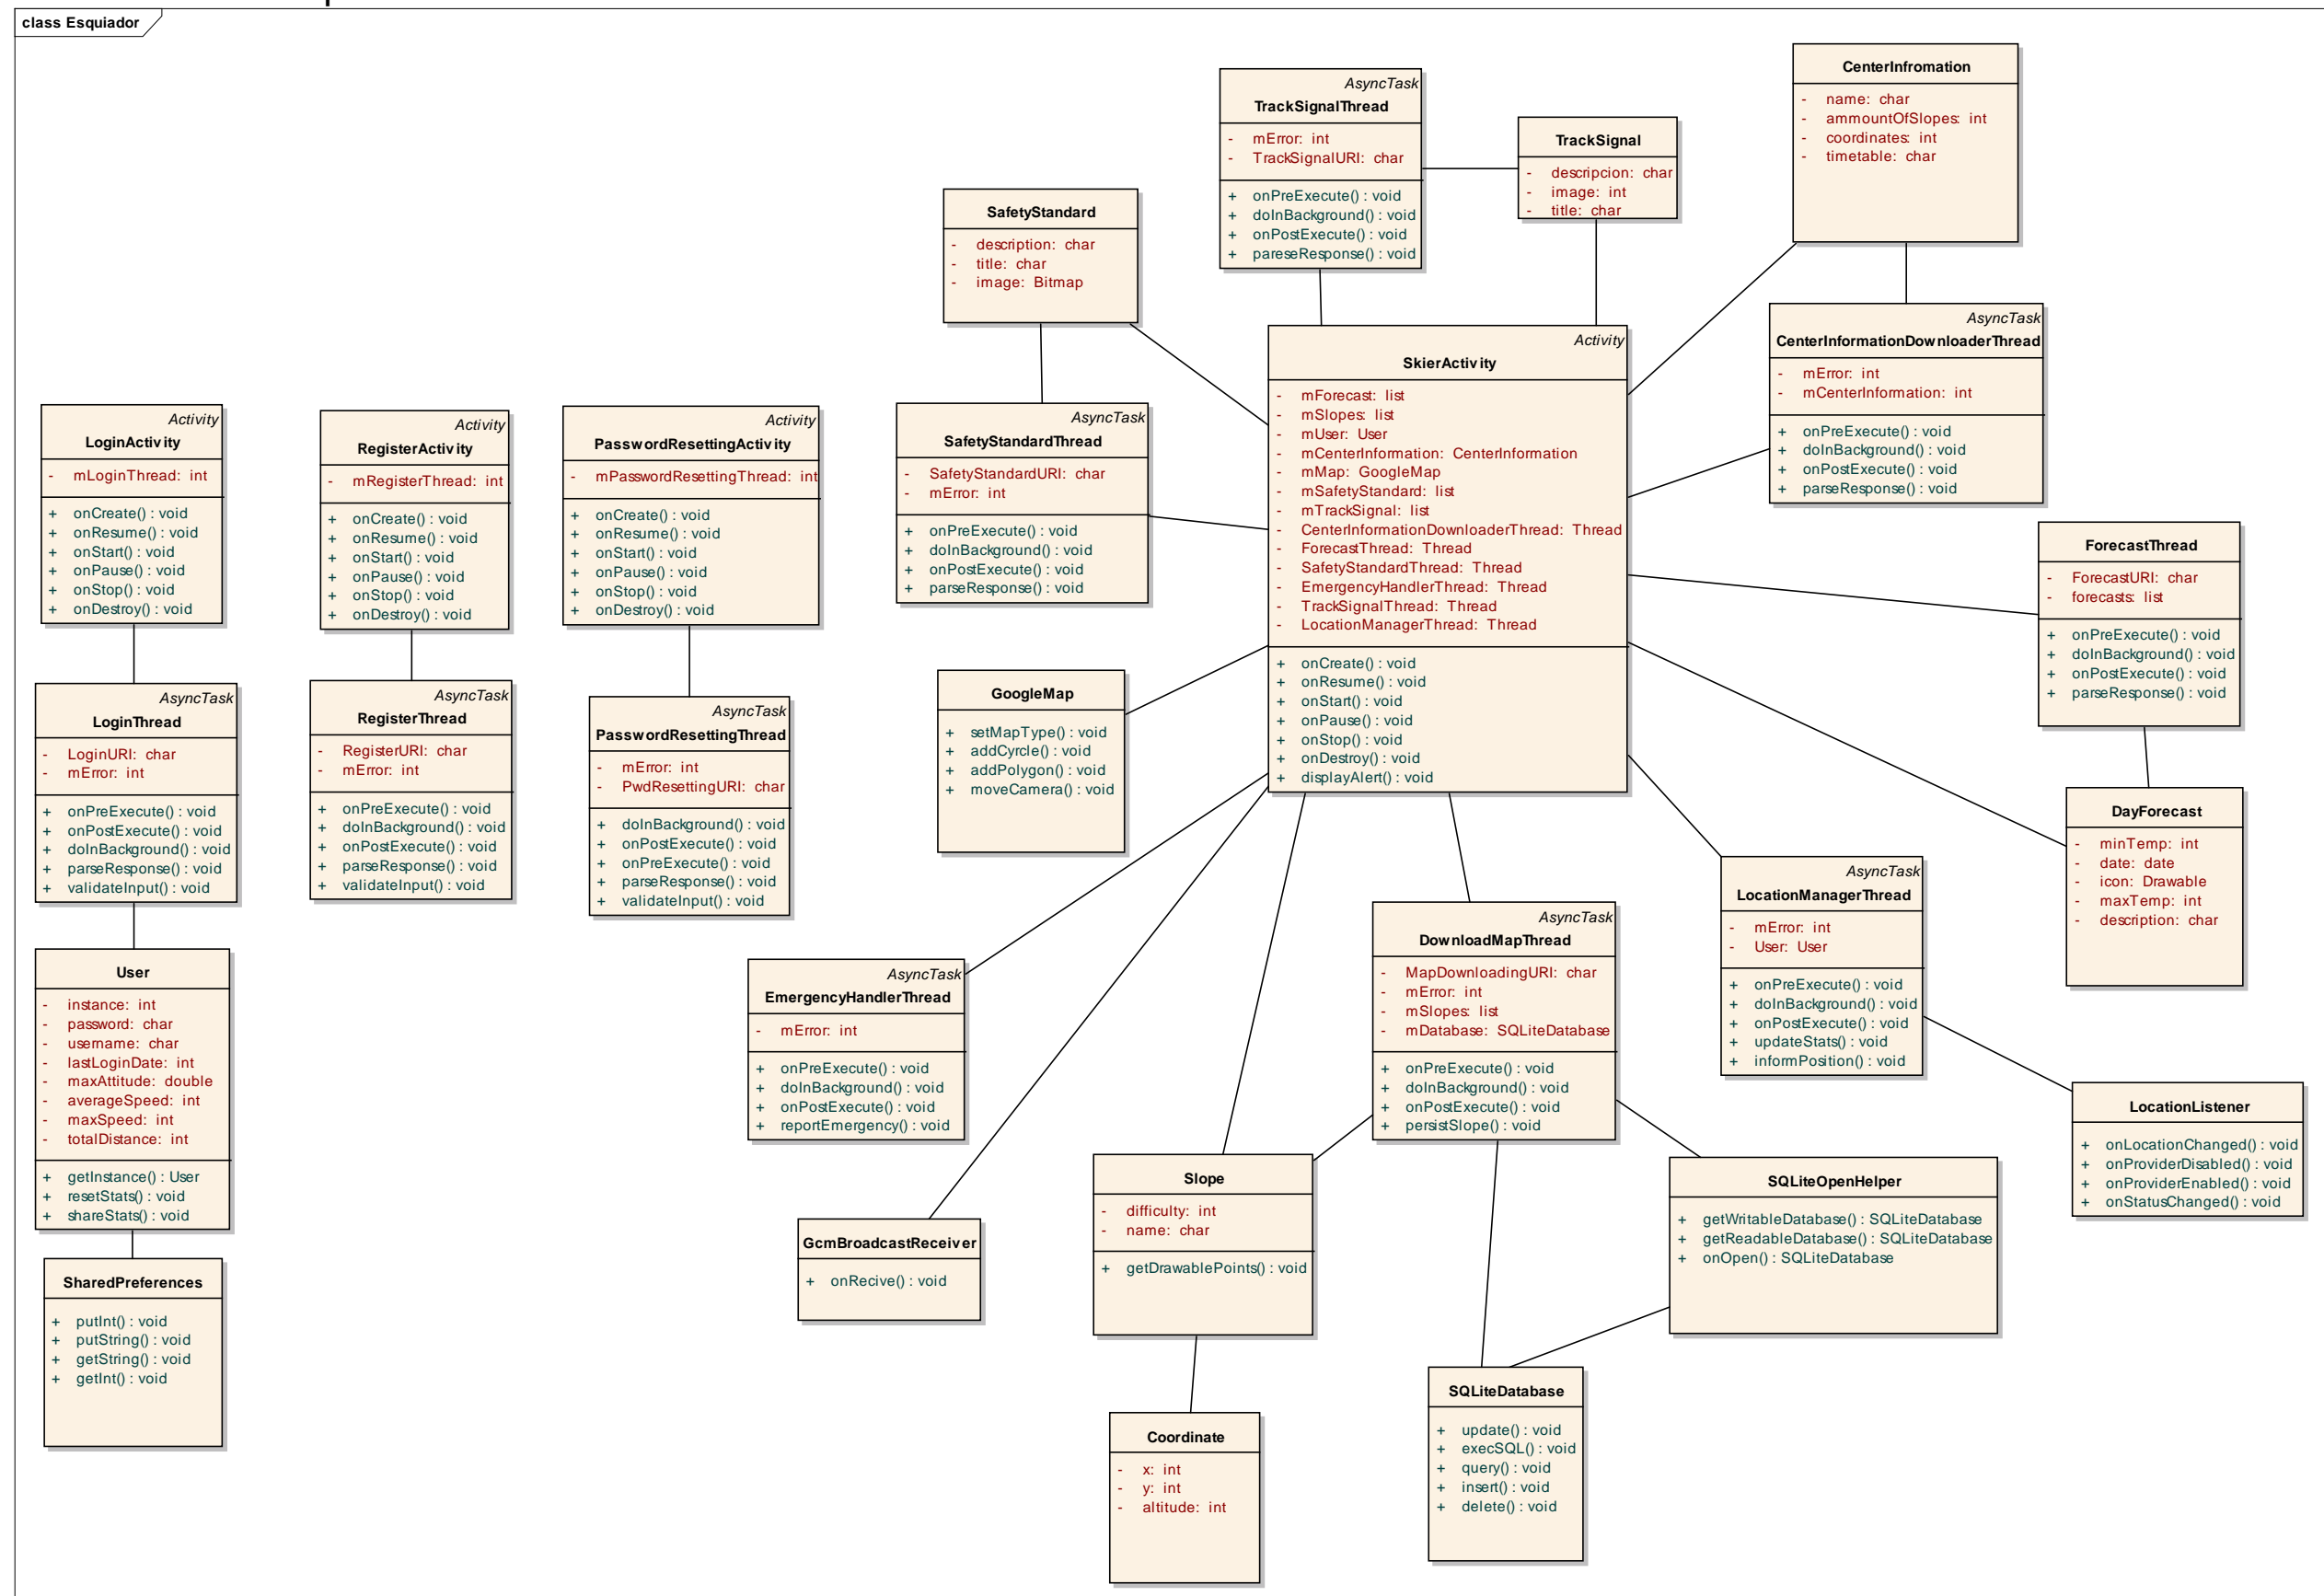 class Esquiador
CenterInfromation
- name: char
- ammountOfSlopes: int
- coordinates: int
- timetable: char
AsyncTask
TrackSignalThread
- mError: int
- TrackSignalURI: char
+ onPreExecute() : void
+ doInBackground() : void
+ onPostExecute() : void
+ pareseResponse() : void
TrackSignal
- descripcion: char
- image: int
- title: char
SafetyStandard
- description: char
- title: char
- image: Bitmap
AsyncTask
CenterInformationDownloaderThread
- mError: int
- mCenterInformation: int
+ onPreExecute() : void
+ doInBackground() : void
+ onPostExecute() : void
+ parseResponse() : void
Activity
SkierActivity
- mForecast: list
- mSlopes: list
- mUser: User
- mCenterInformation: CenterInformation
- mMap: GoogleMap
- mSafetyStandard: list
- mTrackSignal: list
- CenterInformationDownloaderThread: Thread
- ForecastThread: Thread
- SafetyStandardThread: Thread
- EmergencyHandlerThread: Thread
- TrackSignalThread: Thread
- LocationManagerThread: Thread
+ onCreate() : void
+ onResume() : void
+ onStart() : void
+ onPause() : void
+ onStop() : void
+ onDestroy() : void
+ displayAlert() : void
Activity
LoginActivity
- mLoginThread: int
+ onCreate() : void
+ onResume() : void
+ onStart() : void
+ onPause() : void
+ onStop() : void
+ onDestroy() : void
Activity
RegisterActivity
- mRegisterThread: int
+ onCreate() : void
+ onResume() : void
+ onStart() : void
+ onPause() : void
+ onStop() : void
+ onDestroy() : void
Activity
PasswordResettingActivity
- mPasswordResettingThread: int
+ onCreate() : void
+ onResume() : void
+ onStart() : void
+ onPause() : void
+ onStop() : void
+ onDestroy() : void
AsyncTask
SafetyStandardThread
- SafetyStandardURI: char
- mError: int
+ onPreExecute() : void
+ doInBackground() : void
+ onPostExecute() : void
+ parseResponse() : void
ForecastThread
- ForecastURI: char
- forecasts: list
+ onPreExecute() : void
+ doInBackground() : void
+ onPostExecute() : void
+ parseResponse() : void
GoogleMap
+ setMapType() : void
+ addCyrcle() : void
+ addPolygon() : void
+ moveCamera() : void
AsyncTask
LoginThread
- LoginURI: char
- mError: int
+ onPreExecute() : void
+ onPostExecute() : void
+ doInBackground() : void
+ parseResponse() : void
+ validateInput() : void
AsyncTask
RegisterThread
- RegisterURI: char
- mError: int
+ onPreExecute() : void
+ doInBackground() : void
+ onPostExecute() : void
+ parseResponse() : void
+ validateInput() : void
AsyncTask
PasswordResettingThread
- mError: int
- PwdResettingURI: char
+ doInBackground() : void
+ onPostExecute() : void
+ onPreExecute() : void
+ parseResponse() : void
+ validateInput() : void
DayForecast
- minTemp: int
- date: date
- icon: Drawable
- maxTemp: int
- description: char
AsyncTask
LocationManagerThread
- mError: int
- User: User
+ onPreExecute() : void
+ doInBackground() : void
+ onPostExecute() : void
+ updateStats() : void
+ informPosition() : void
AsyncTask
DownloadMapThread
- MapDownloadingURI: char
- mError: int
- mSlopes: list
- mDatabase: SQLiteDatabase
+ onPreExecute() : void
+ doInBackground() : void
+ onPostExecute() : void
+ persistSlope() : void
User
- instance: int
- password: char
- username: char
- lastLoginDate: int
- maxAttitude: double
- averageSpeed: int
- maxSpeed: int
- totalDistance: int
+ getInstance() : User
+ resetStats() : void
+ shareStats() : void
AsyncTask
EmergencyHandlerThread
- mError: int
+ onPreExecute() : void
+ doInBackground() : void
+ onPostExecute() : void
+ reportEmergency() : void
LocationListener
+ onLocationChanged() : void
+ onProviderDisabled() : void
+ onProviderEnabled() : void
+ onStatusChanged() : void
Slope
- difficulty: int
- name: char
+ getDrawablePoints() : void
SQLiteOpenHelper
+ getWritableDatabase() : SQLiteDatabase
+ getReadableDatabase() : SQLiteDatabase
+ onOpen() : SQLiteDatabase
GcmBroadcastReceiver
+ onRecive() : void
SharedPreferences
+ putInt() : void
+ putString() : void
+ getString() : void
+ getInt() : void
SQLiteDatabase
+ update() : void
+ execSQL() : void
+ query() : void
+ insert() : void
+ delete() : void
Coordinate
- x: int
- y: int
- altitude: int